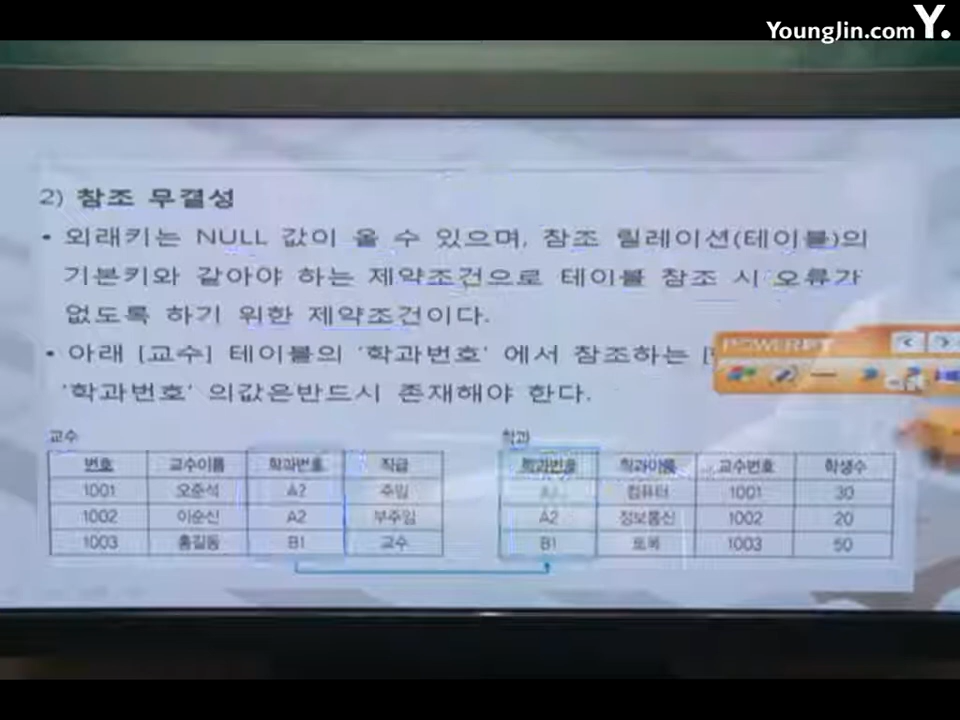 YoungJin.com Y.
2) 참조 무결성
• 외래키는 NULL 값이 올 수 있으며, 참조 릴레이션(테이블)의
기본키와 같아야 하는 제약조건으로 테이블 참조 시 오류가
없도록 하기 위한 제약조건이다.
• 아래 [교수] 테이블의 '학과번호' 에서 참조하는
'학과번호' 의값은반드시 존재해야 한다.
교수
번호 교수이름 학과번호 직급
1001 오준석 A2 주임
1002 이순신 A2 부주임
1003 홍길동 B1 교수
학과
학과번호 학과이름 교수번호 학생수
컴퓨터 1001 30
A2 정보통신 1002 20
B1 토목 1003 50